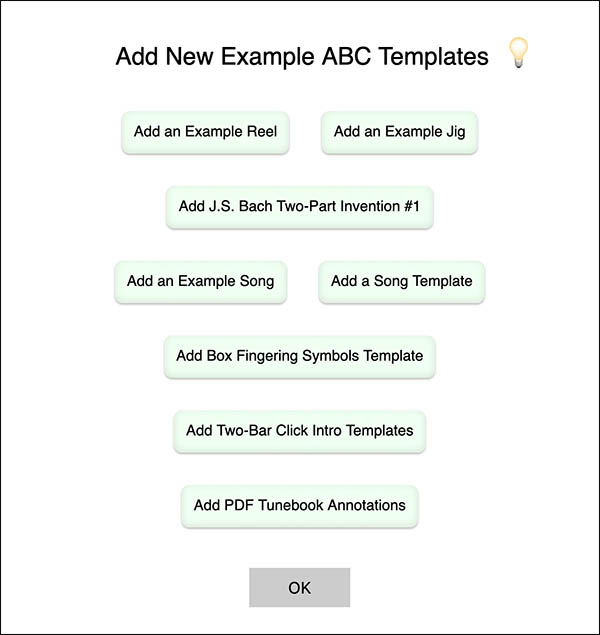 Add New Example ABC Templates
Add an Example Reel
Add an Example Jig
Add J.S. Bach Two-Part Invention #1
Add an Example Song
Add a Song Template
Add Box Fingering Symbols Template
Add Two-Bar Click Intro Templates
Add PDF Tunebook Annotations
OK